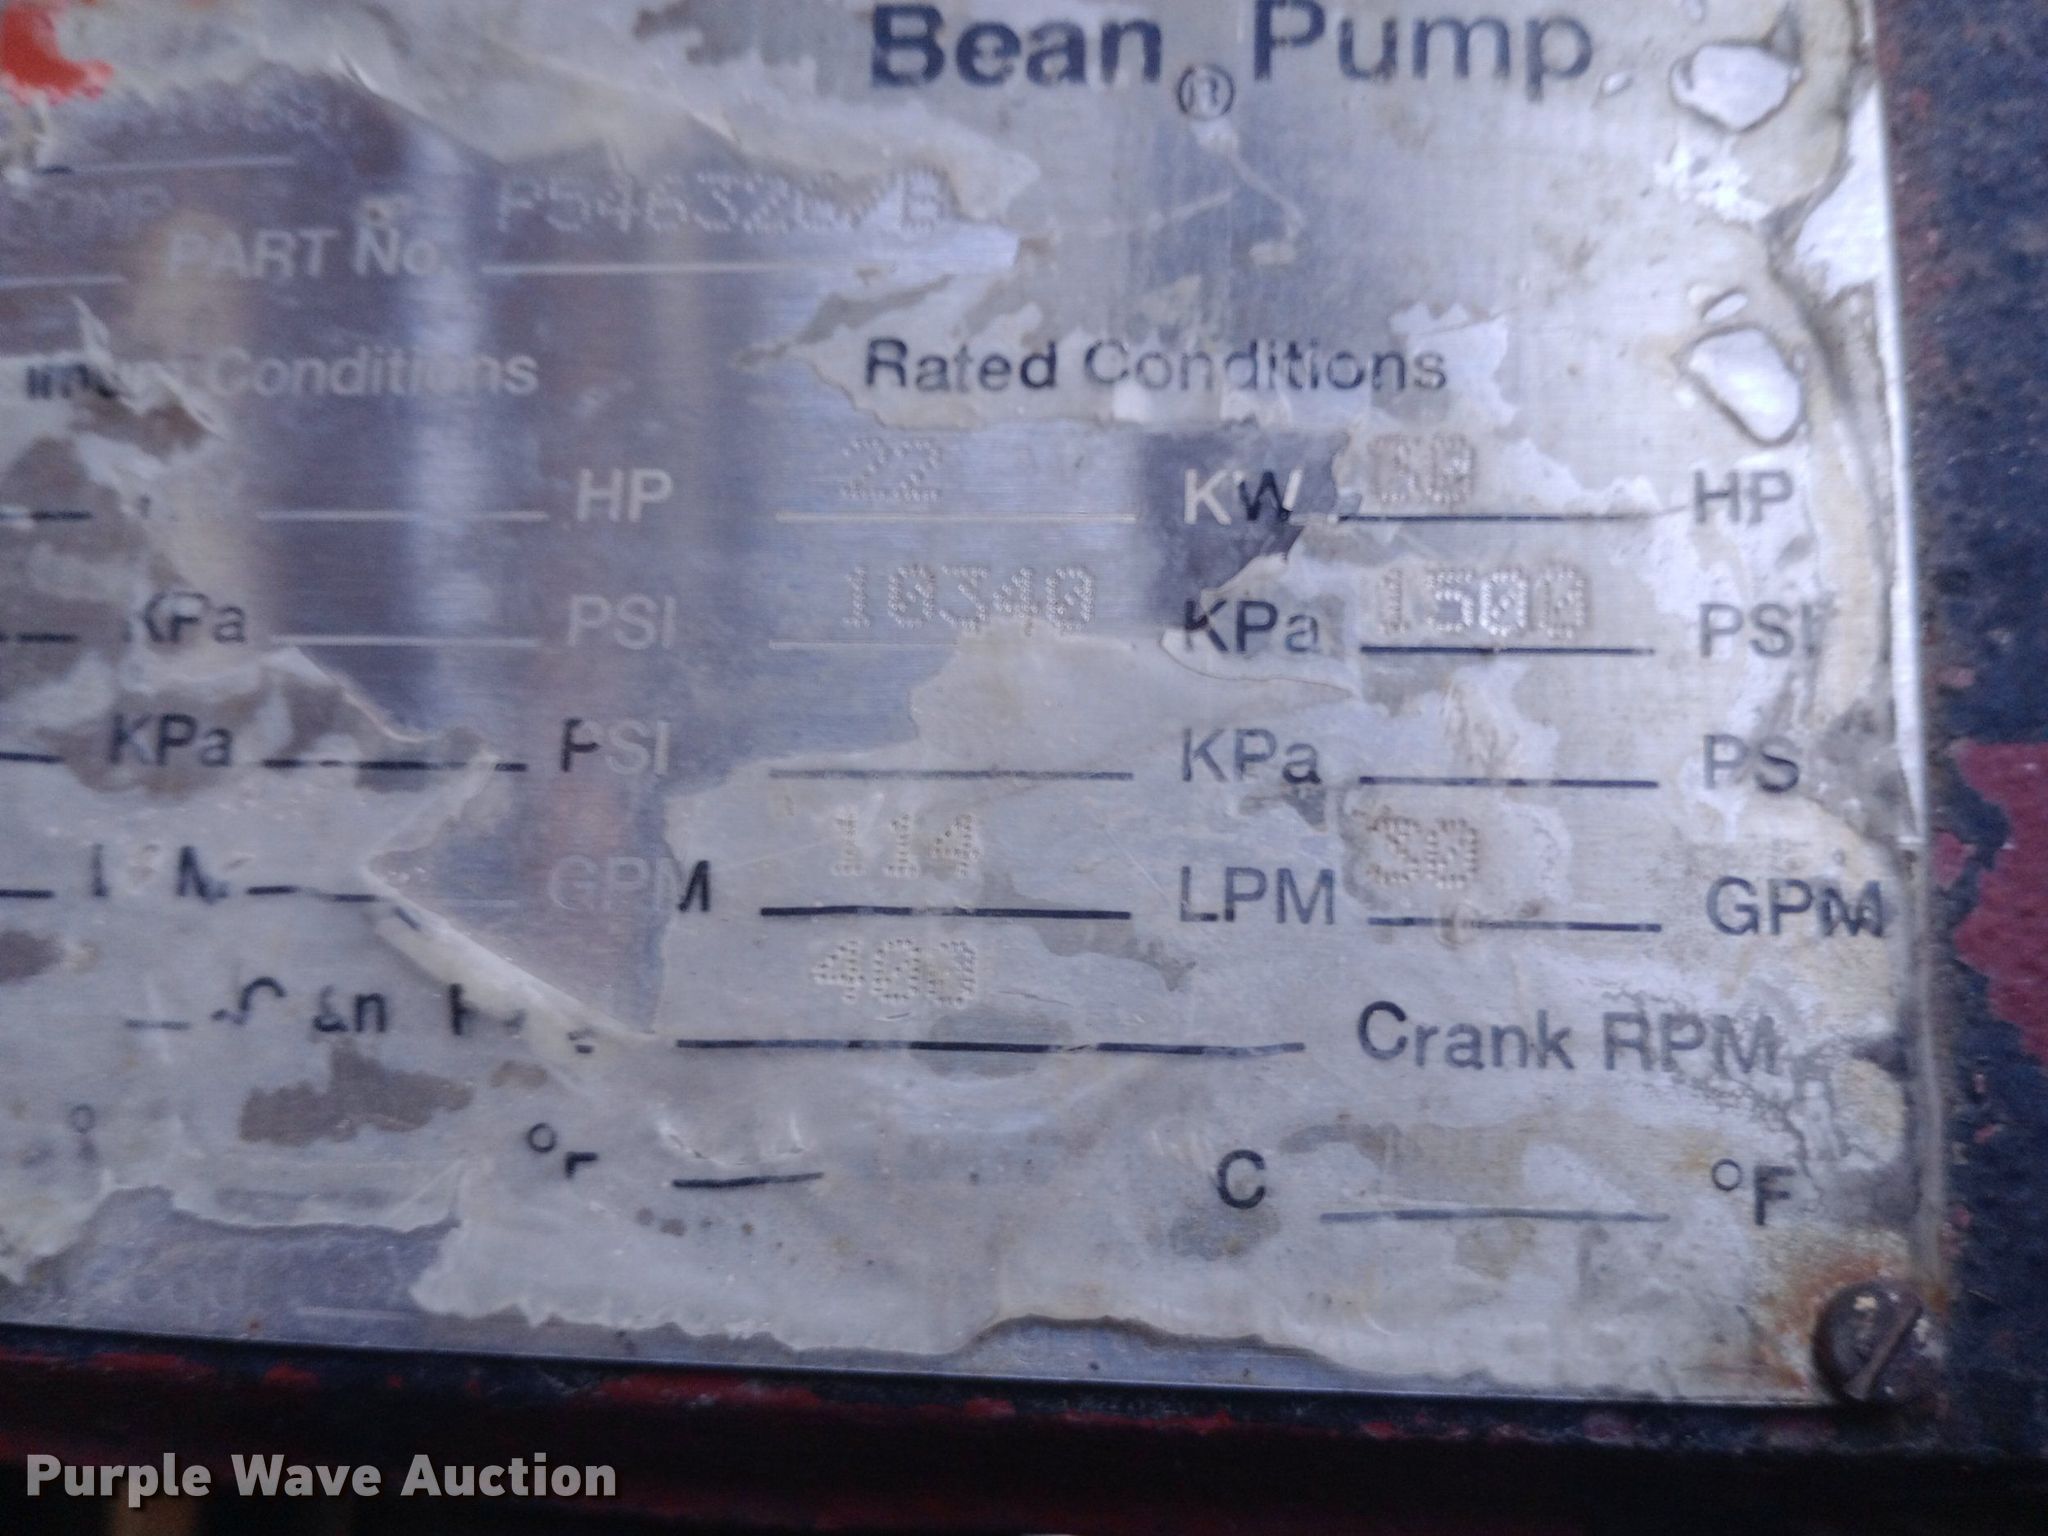 Bean® Pump
PART No.
Conditions Rated Conditions
HP 22 KW 30 HP
KPa PSI 10340 KPa 1500 PSI
KPa PSI KPa PS
GPM 114 LPM 30 GPM
400 Crank RPM
C °F
Purple Wave Auction